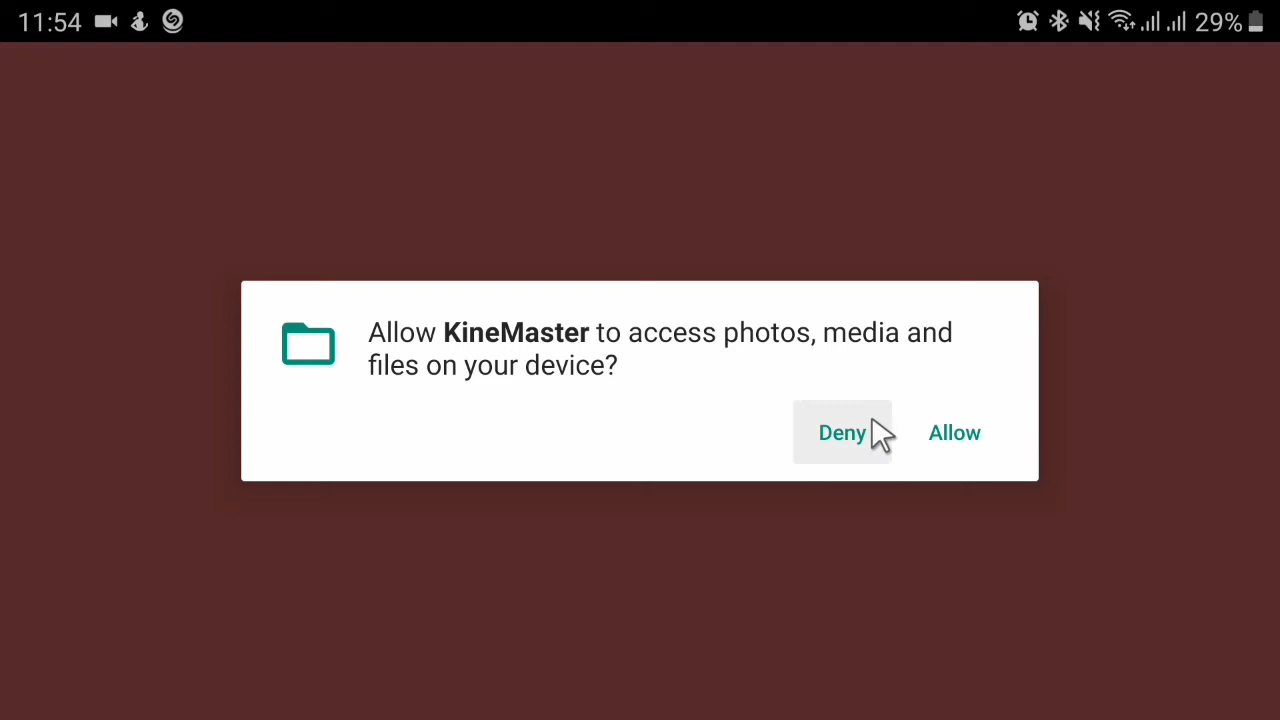 11:54 29%
Allow KineMaster to access photos, media and
files on your device?
Deny Allow